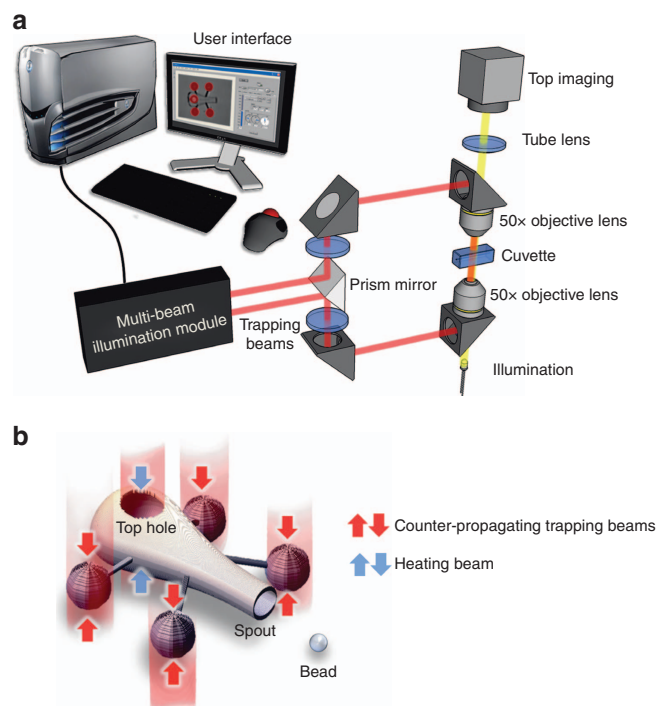 a
User interface
Top imaging
Tube lens
50× objective lens
Cuvette
50× objective lens
Prism mirror
Multi-beam
illumination module
Trapping
beams
Illumination
b
Top hole
Spout
Bead
Counter-propagating trapping beams
Heating beam